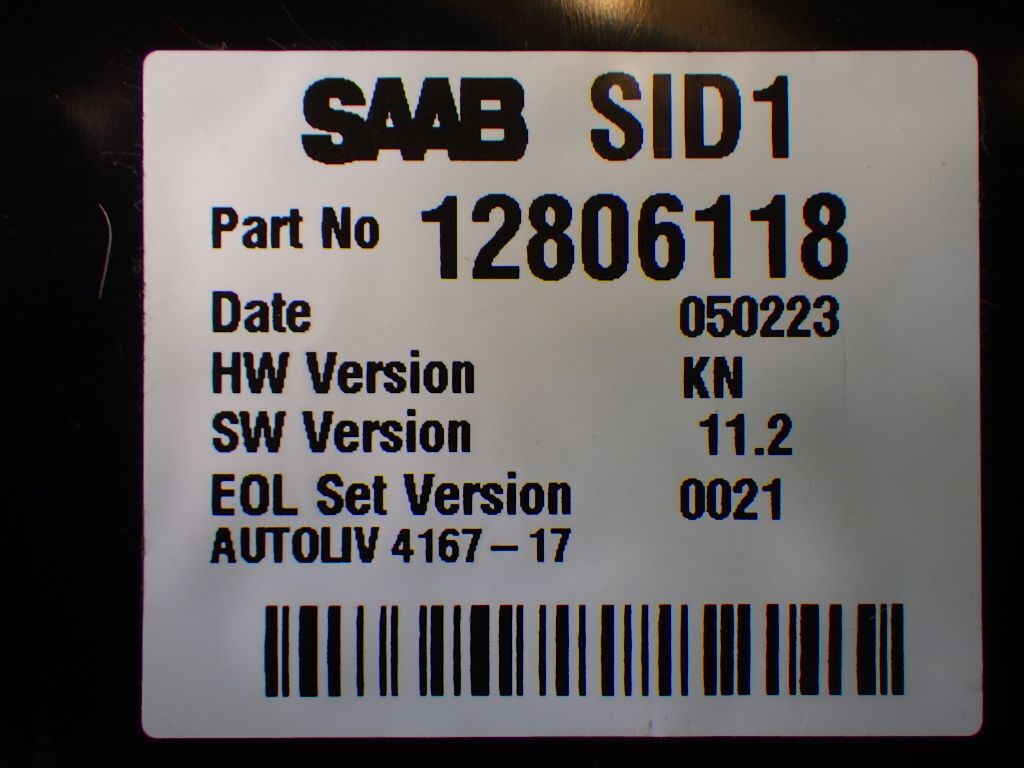 SAAB SID1
Part No 12806118
Date 050223
HW Version KN
SW Version 11.2
EOL Set Version 0021
AUTOLIV 4167 – 17